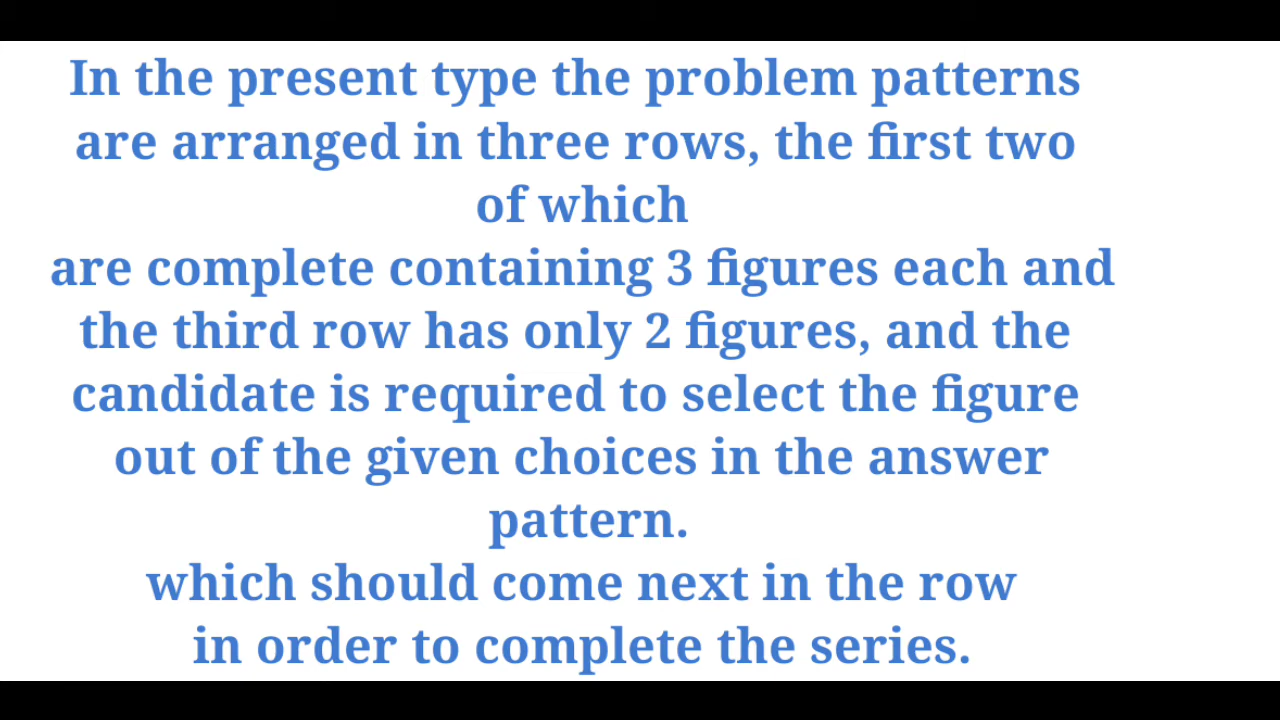 In the present type the problem patterns
are arranged in three rows, the first two
of which
are complete containing 3 figures each and
the third row has only 2 figures, and the
candidate is required to select the figure
out of the given choices in the answer
pattern.
which should come next in the row
in order to complete the series.